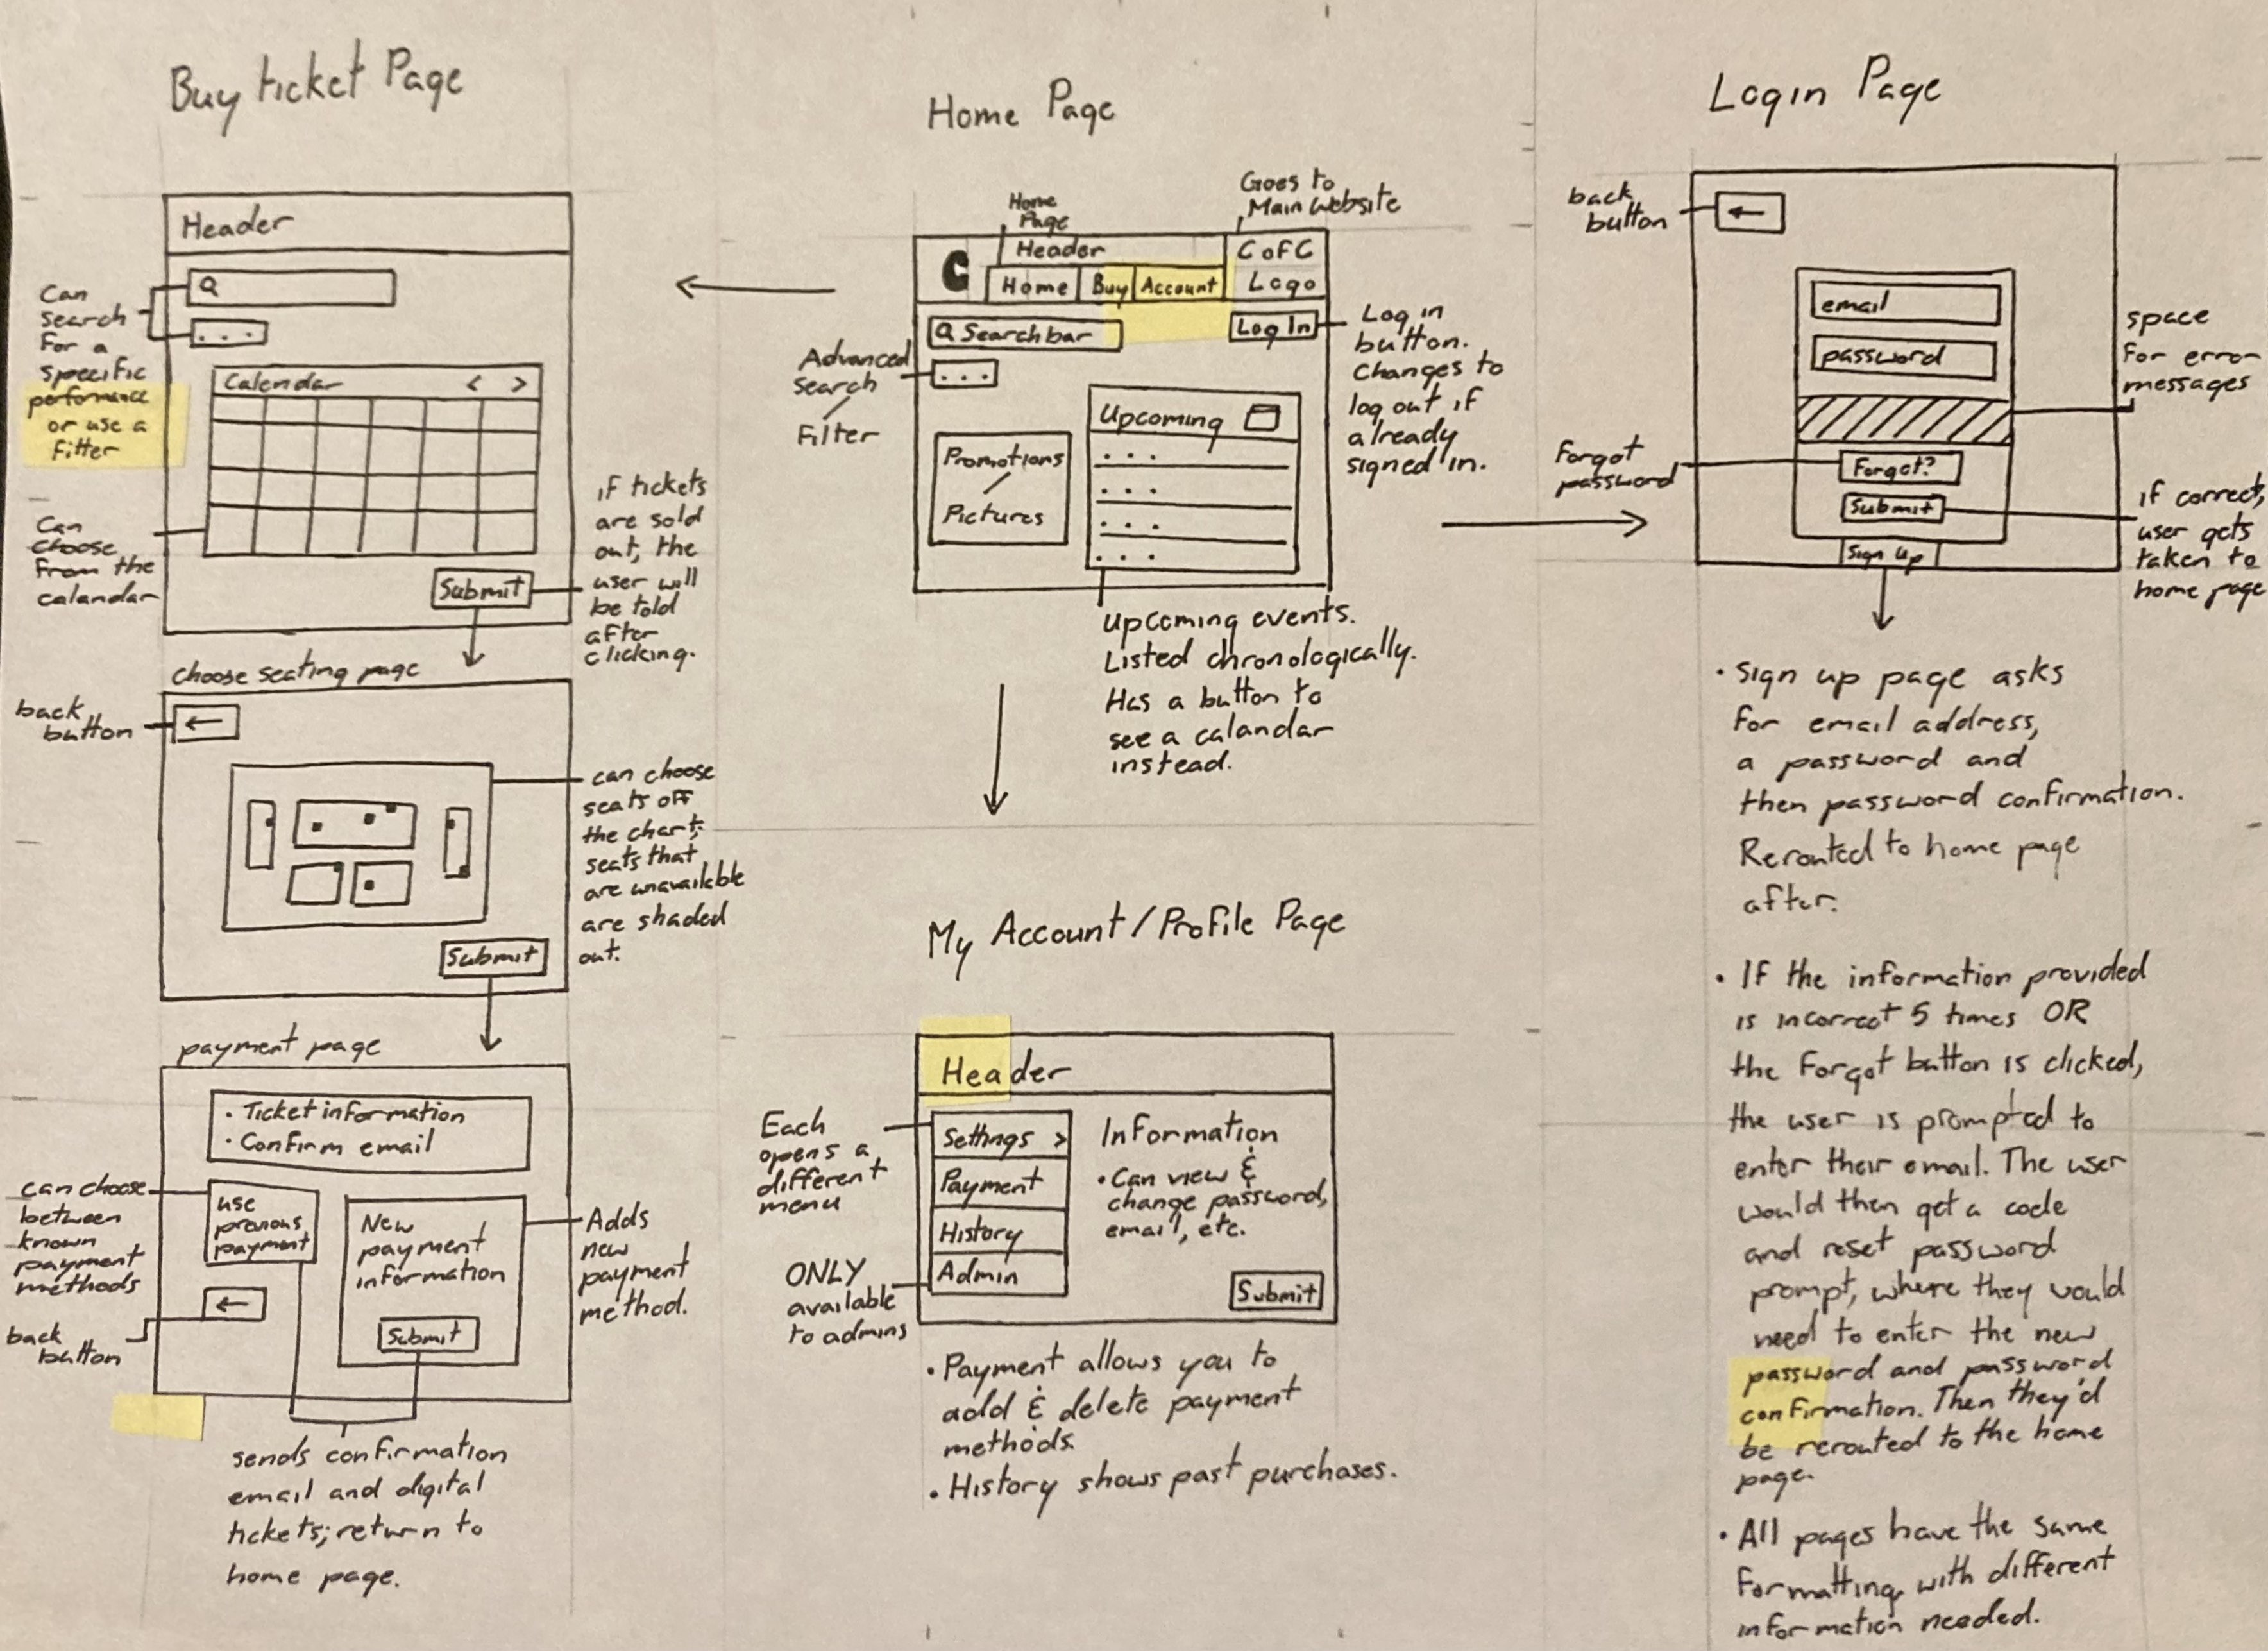 Buy ticket Page
Header
Can
search
for a
specific
performance
or use a
filter
. . .
Calendar < >
Can
choose
from the
calandar
Submit
if tickets
are sold
out, the
user will
be told
after
clicking.
choose seating page
back
button
←
can choose
seats off
the chart;
seats that
are unavailable
are shaded
out.
Submit
payment page
• Ticket information
• Confirm email
can choose
between
known
payment
methods
use
previous
payment
New
payment
information
Submit
Adds
new
payment
method.
←
back
button
sends confirmation
email and digital
tickets; return to
home page.
Home Page
Home
Page
Goes to
Main Website
C
Header
Home Buy Account
CofC
Logo
Search bar
Log In
Advanced
search
/
Filter
. . .
Log in
button.
Changes to
log out if
already
signed in.
Promotions
/
Pictures
Upcoming
. . .
. . .
. . .
. . .
upcoming events.
Listed chronologically.
Has a button to
see a calandar
instead.
My Account/Profile Page
Header
Each
opens a
different
menu
Settings >
Payment
History
Admin
Information
• Can view &
change password,
email, etc.
Submit
ONLY
available
to admins
• Payment allows you to
add & delete payment
methods.
• History shows past purchases.
Login Page
back
button
←
email
password
space
for error
messages
Forgot
password
Forgot?
Submit
Sign up
if correct,
user gets
taken to
home page
• Sign up page asks
for email address,
a password and
then password confirmation.
Rerouted to home page
after.
• If the information provided
is incorrect 5 times OR
the Forgot button is clicked,
the user is prompted to
enter their email. The user
would then get a code
and reset password
prompt, where they would
need to enter the new
password and password
confirmation. Then they'd
be rerouted to the home
page.
• All pages have the same
formatting with different
information needed.